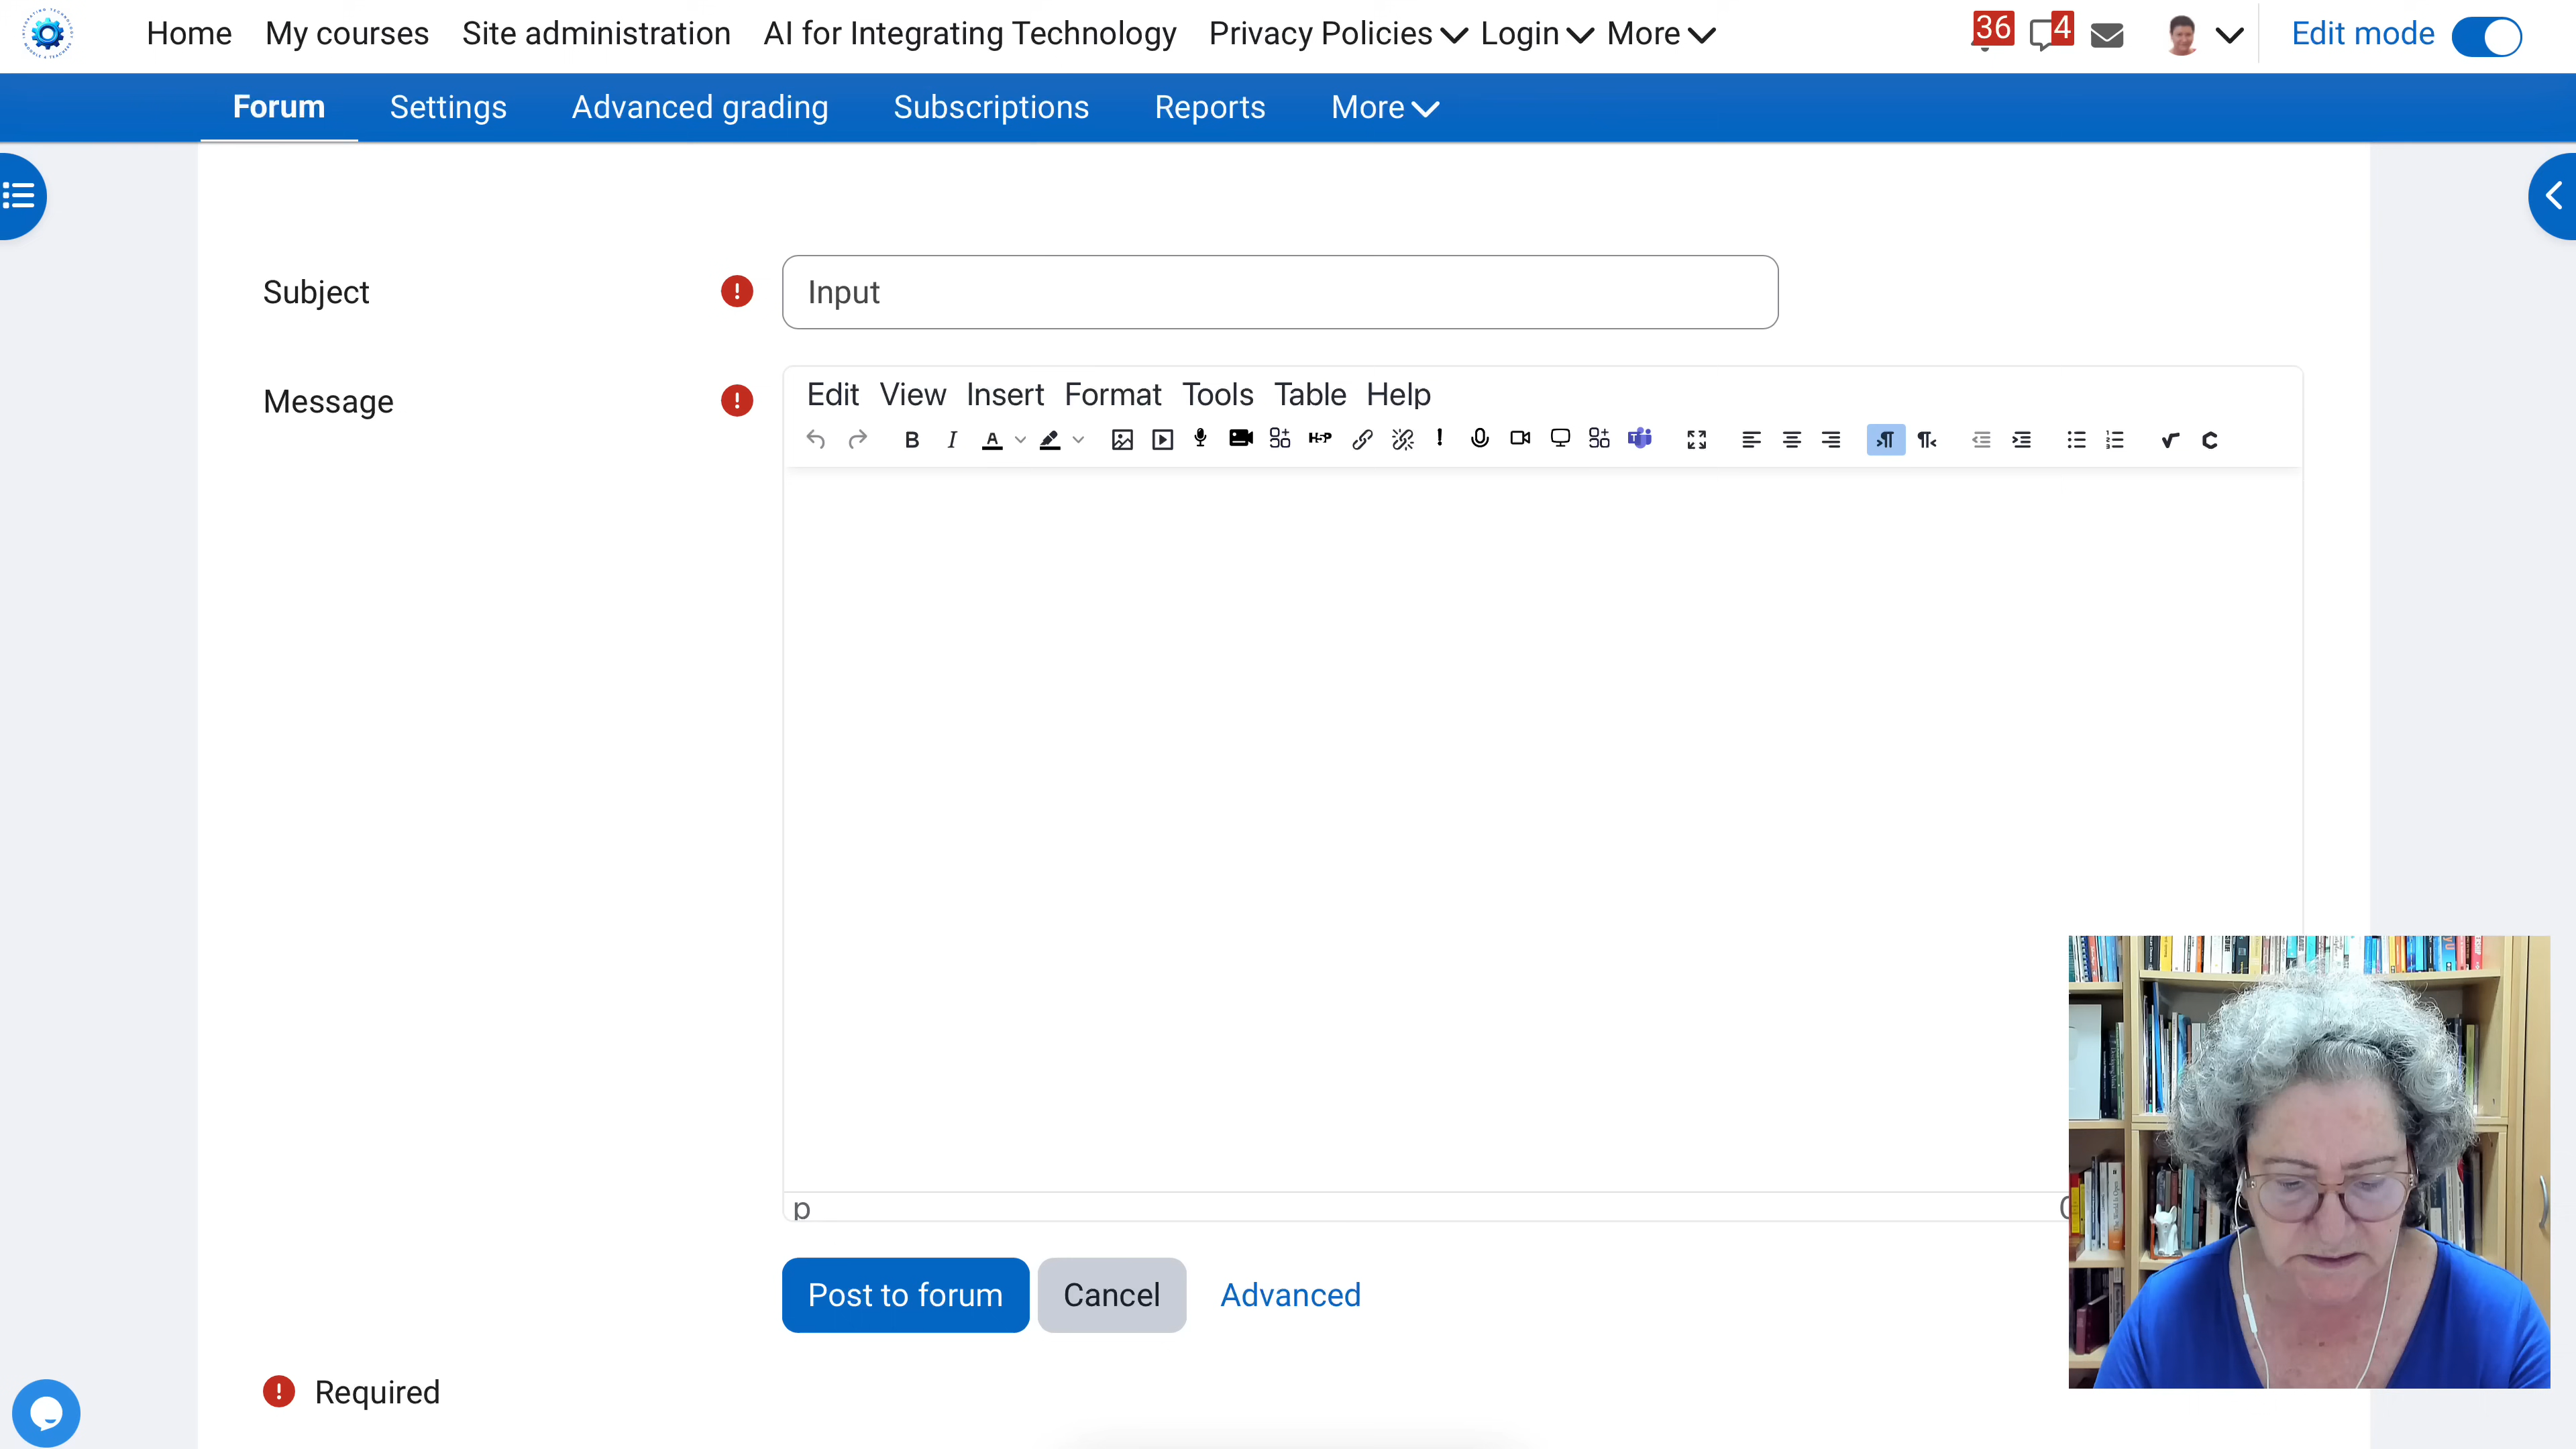 Home My courses Site administration AI for Integrating Technology Privacy Policies Login More 36 4 Edit mode
Forum Settings Advanced grading Subscriptions Reports More
Subject Input
Message
Edit View Insert Format Tools Table Help
p
Post to forum Cancel Advanced
Required